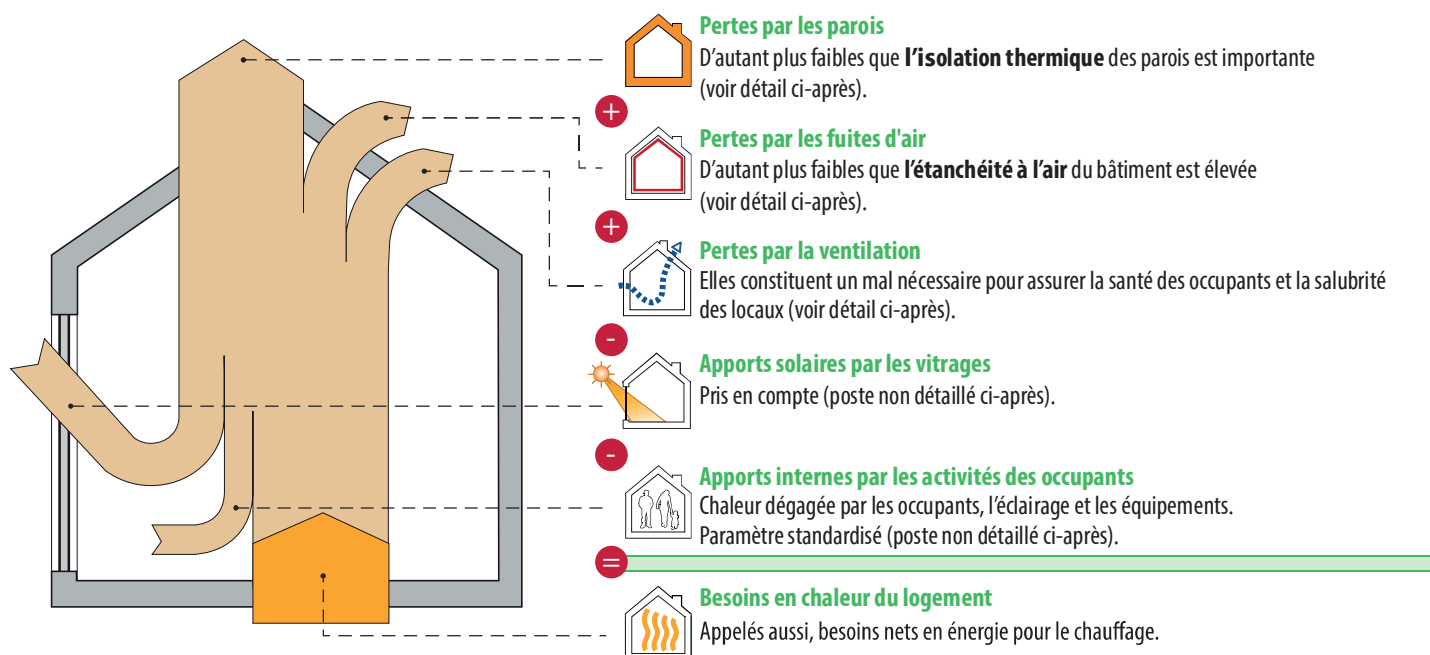 Pertes par les parois
D'autant plus faibles que l'isolation thermique des parois est importante
(voir détail ci-après).
+
Pertes par les fuites d'air
D'autant plus faibles que l'étanchéité à l'air du bâtiment est élevée
(voir détail ci-après).
+
Pertes par la ventilation
Elles constituent un mal nécessaire pour assurer la santé des occupants et la salubrité
des locaux (voir détail ci-après).
-
Apports solaires par les vitrages
Pris en compte (poste non détaillé ci-après).
-
Apports internes par les activités des occupants
Chaleur dégagée par les occupants, l'éclairage et les équipements.
Paramètre standardisé (poste non détaillé ci-après).
=
Besoins en chaleur du logement
Appelés aussi, besoins nets en énergie pour le chauffage.